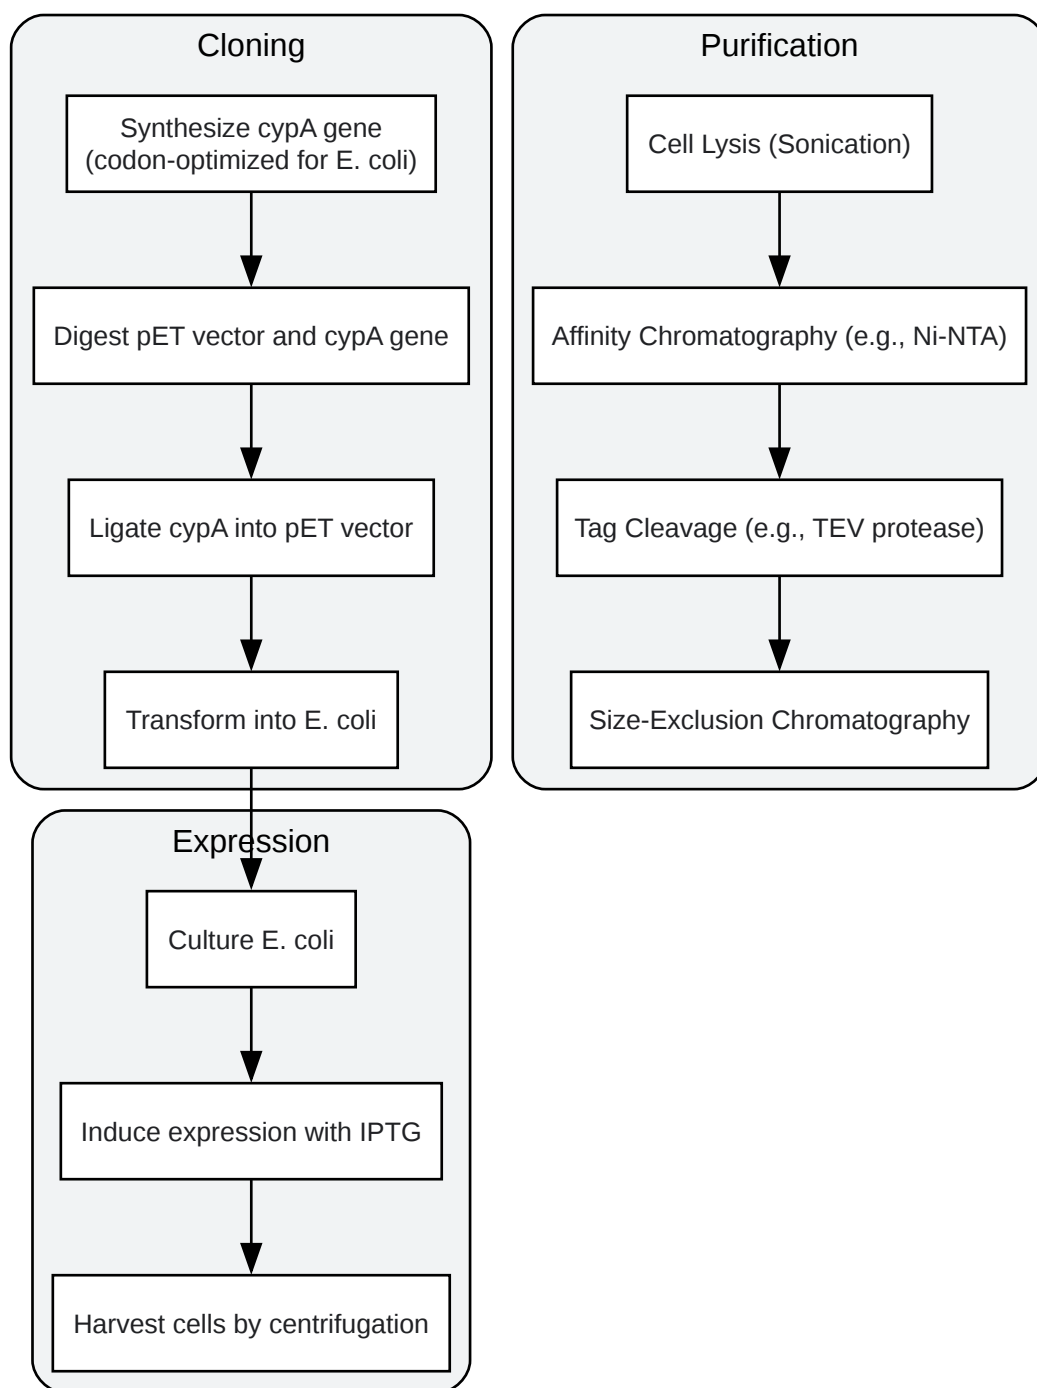 Cloning
Synthesize cypA gene
(codon-optimized for E. coli)
Digest pET vector and cypA gene
Ligate cypA into pET vector
Transform into E. coli
Expression
Culture E. coli
Induce expression with IPTG
Harvest cells by centrifugation
Purification
Cell Lysis (Sonication)
Affinity Chromatography (e.g., Ni-NTA)
Tag Cleavage (e.g., TEV protease)
Size-Exclusion Chromatography